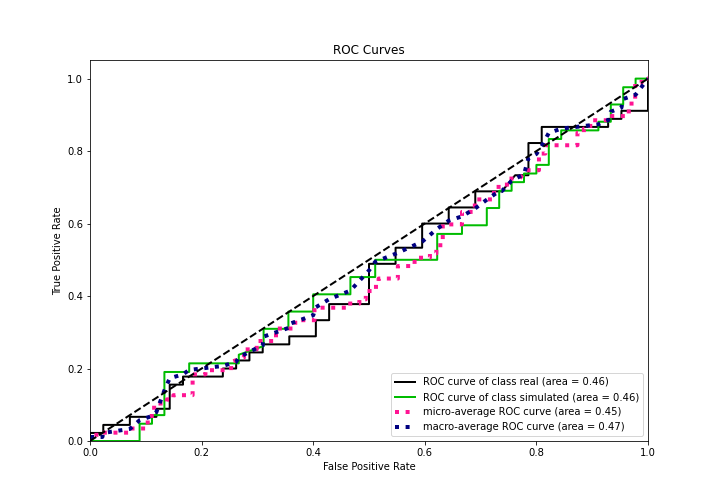 ROC Curves
True Positive Rate
1.0
0.8
0.6
0.4
0.2
0.0
0.0 0.2 0.4 0.6 0.8 1.0
False Positive Rate
ROC curve of class real (area = 0.46)
ROC curve of class simulated (area = 0.46)
micro-average ROC curve (area = 0.45)
macro-average ROC curve (area = 0.47)